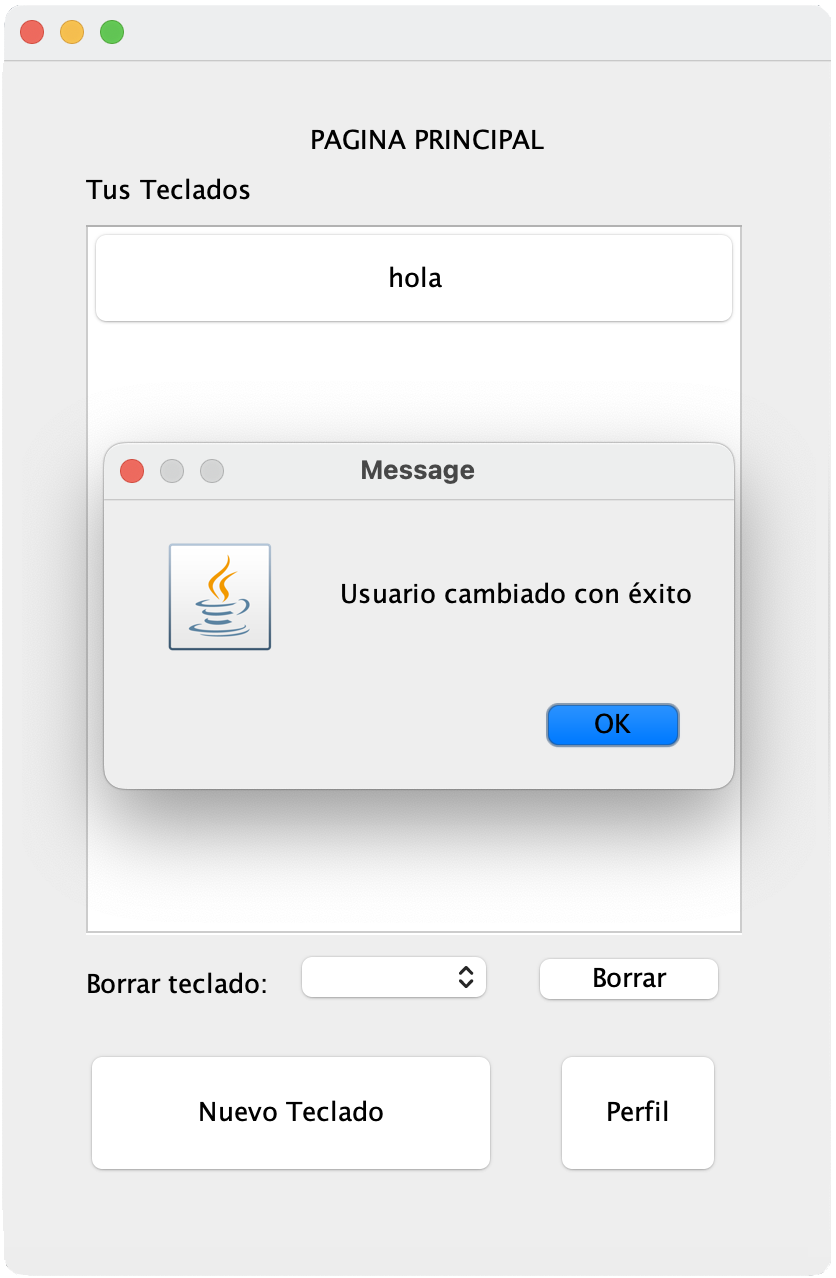 PAGINA PRINCIPAL
Tus Teclados
hola
Message
Usuario cambiado con éxito
OK
Borrar teclado:
Borrar
Nuevo Teclado
Perfil